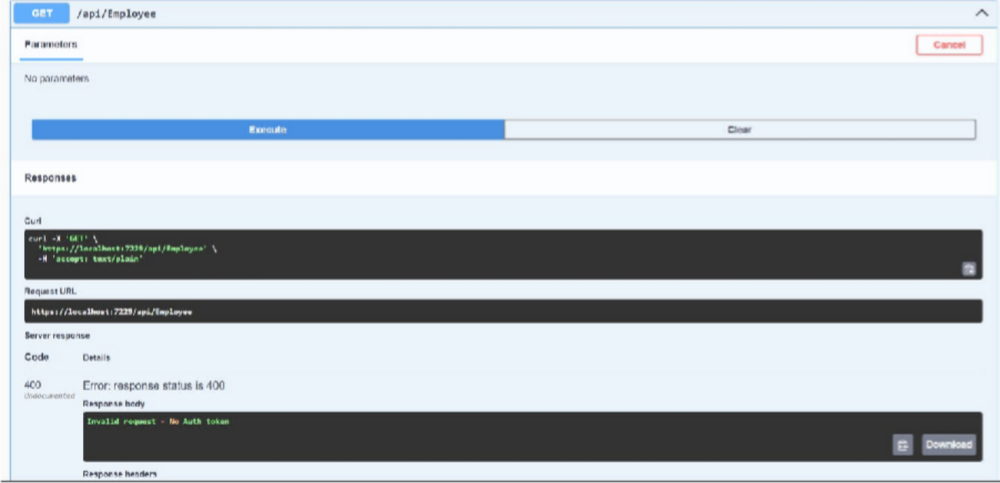 GET /api/Employee
Parameters
Cancel
No parameters
Execute
Clear
Responses
Curl
curl -X 'GET' \
'https://localhost:7229/api/Employee' \
-H 'accept: text/plain'
Request URL
https://localhost:7229/api/Employee
Server response
Code Details
400 Error: response status is 400
Undocumented
Response body
Invalid request - No Auth token
Download
Response headers